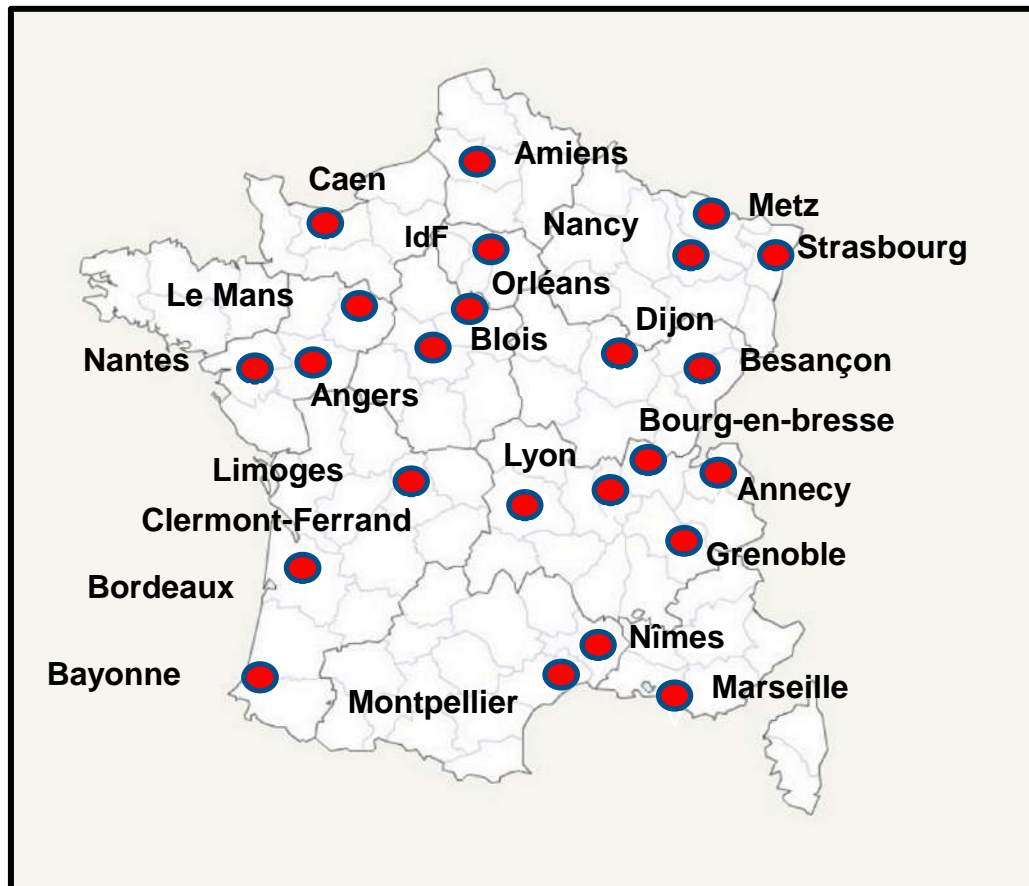 Amiens
Caen
Metz
Nancy
IdF
Strasbourg
Orléans
Le Mans
Dijon
Blois
Nantes
Besançon
Angers
Bourg-en-bresse
Lyon
Limoges
Annecy
Clermont-Ferrand
Grenoble
Bordeaux
Nîmes
Bayonne
Marseille
Montpellier